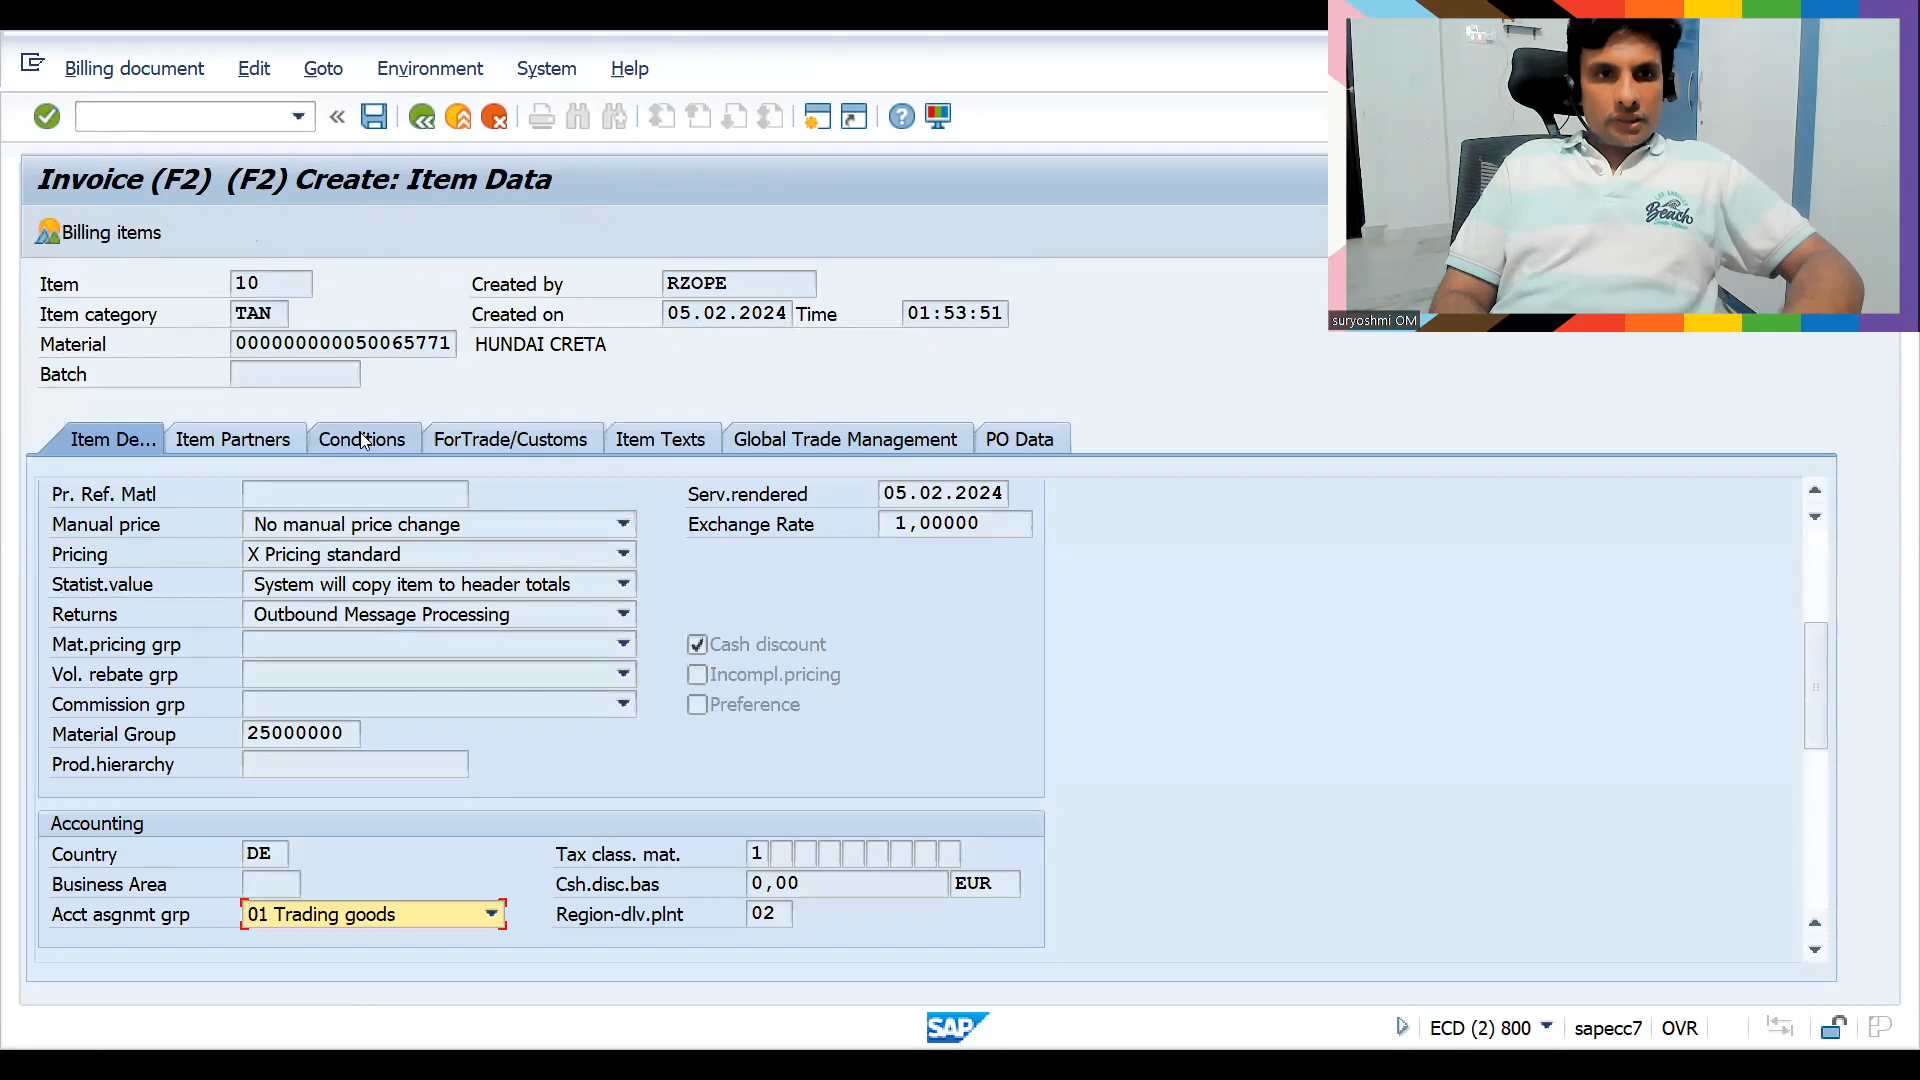 Billing document Edit Goto Environment System Help
Invoice (F2) (F2) Create: Item Data
Billing items
Item 10 Created by RZOPE
Item category TAN Created on 05.02.2024 Time 01:53:51
Material 000000000050065771 HUNDAI CRETA
Batch
Item De... Item Partners Conditions ForTrade/Customs Item Texts Global Trade Management PO Data
Pr. Ref. Matl Serv.rendered 05.02.2024
Manual price No manual price change Exchange Rate 1,00000
Pricing X Pricing standard
Statist.value System will copy item to header totals
Returns Outbound Message Processing
Mat.pricing grp Cash discount
Vol. rebate grp Incompl.pricing
Commission grp Preference
Material Group 25000000
Prod.hierarchy
Accounting
Country DE Tax class. mat. 1
Business Area Csh.disc.bas 0,00 EUR
Acct asgnmt grp 01 Trading goods Region-dlv.plnt 02
SAP ECD (2) 800 sapecc7 OVR
Beach
suryoshmi OM